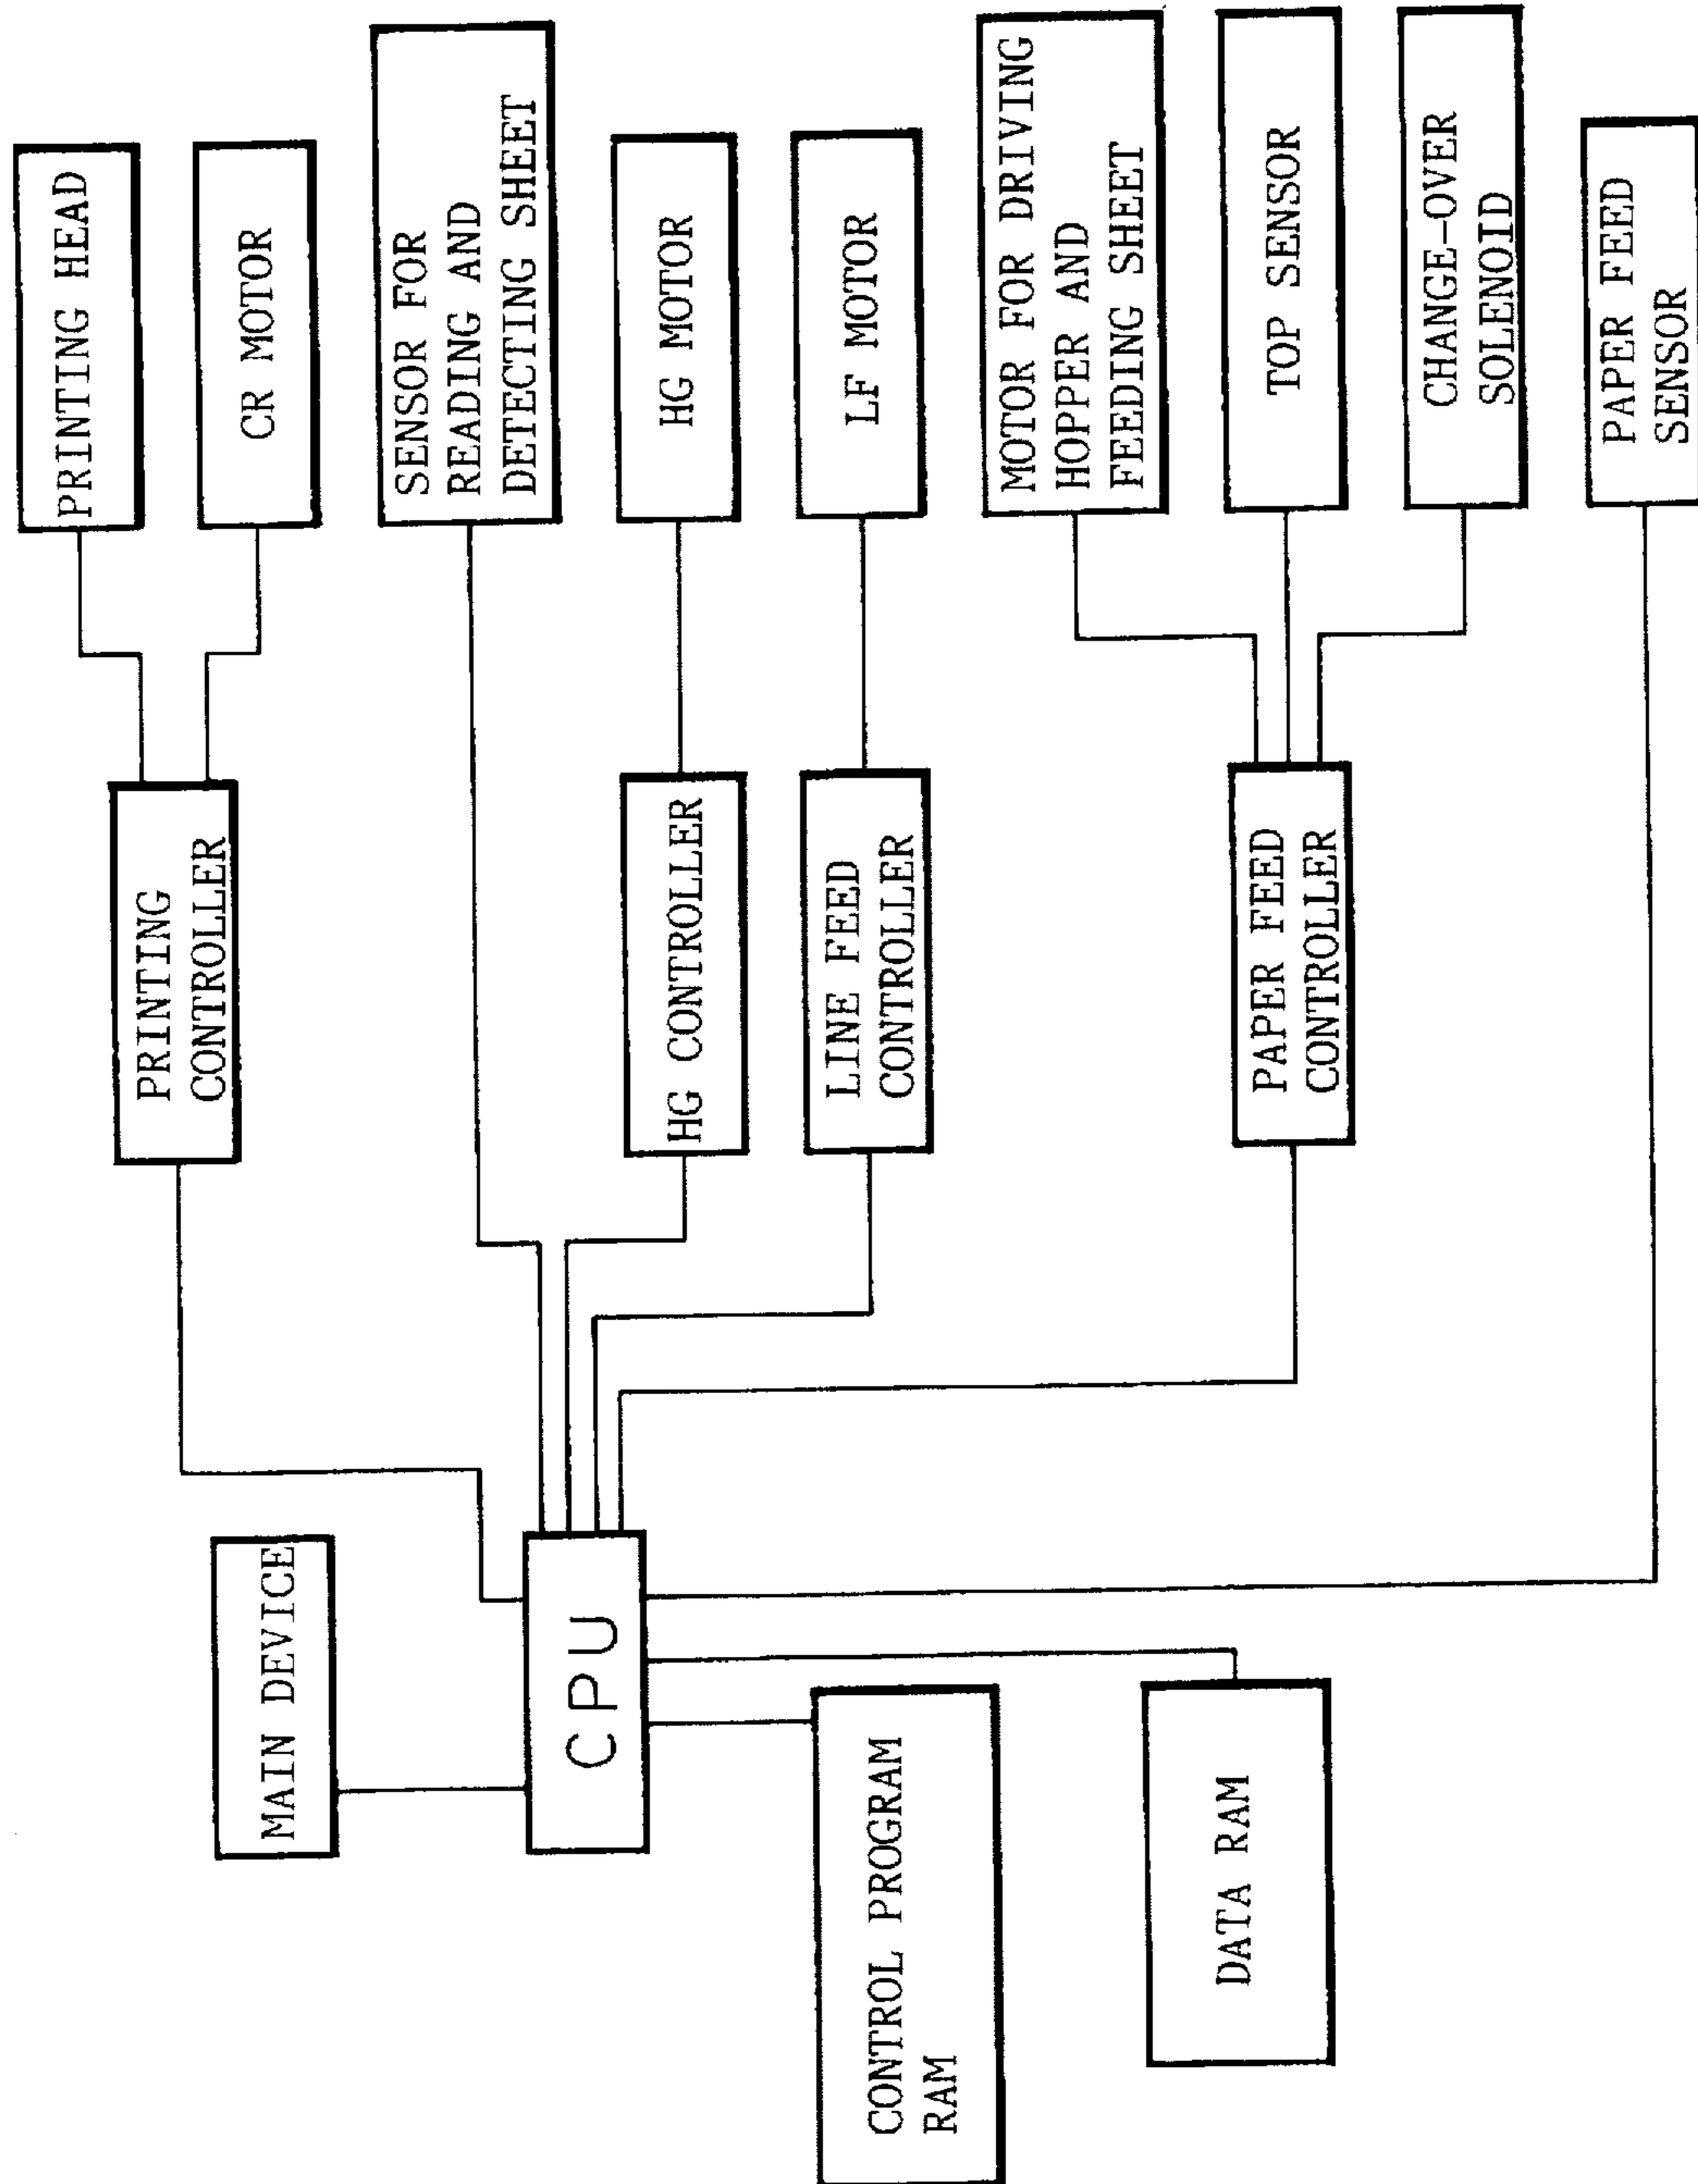 MAIN DEVICE
CPU
CONTROL PROGRAM
RAM
DATA RAM
PRINTING
CONTROLLER
HG CONTROLLER
LINE FEED
CONTROLLER
PAPER FEED
CONTROLLER
PRINTING HEAD
CR MOTOR
SENSOR FOR
READING AND
DETECTING SHEET
HG MOTOR
LF MOTOR
MOTOR FOR DRIVING
HOPPER AND
FEEDING SHEET
TOP SENSOR
CHANGE-OVER
SOLENOID
PAPER FEED
SENSOR